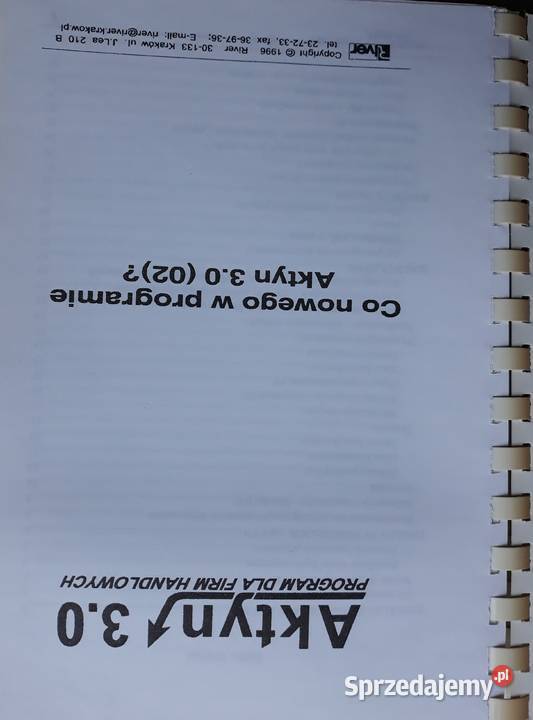 Aktyn 3.0
PROGRAM DLA FIRM HANDLOWYCH
Co nowego w programie
Aktyn 3.0 (02)?
River
Copyright © 1996 River 30-133 Kraków ul. J.Lea 210 B
tel. 23-72-33, fax 36-97-36; E-mail: river@river.krakow.pl
Sprzedajemy.pl